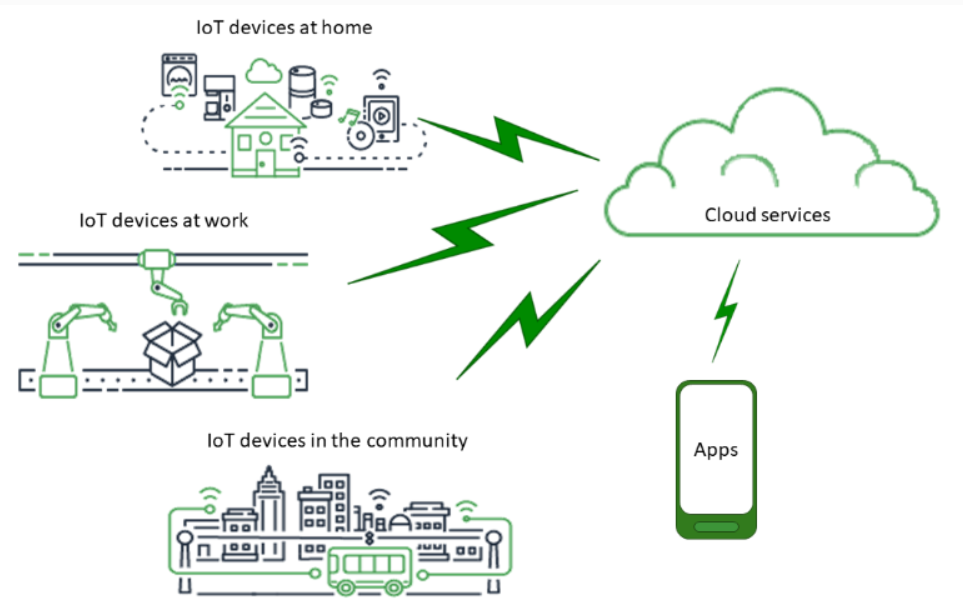 IoT devices at home
IoT devices at work
Cloud services
IoT devices in the community
Apps